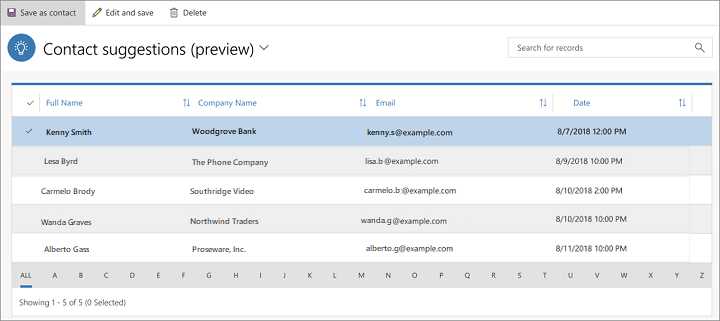 Save as contact Edit and save Delete
Contact suggestions (preview) Search for records
Full Name Company Name Email Date
Kenny Smith Woodgrove Bank kenny.s@example.com 8/7/2018 12:00 PM
Lesa Byrd The Phone Company lisa.b@example.com 8/9/2018 10:00 PM
Carmelo Brody Southridge Video carmelo.b@example.com 8/10/2018 2:00 PM
Wanda Graves Northwind Traders wanda.g@example.com 8/10/2018 10:00 PM
Alberto Gass Proseware, Inc. alberto.g@example.com 8/11/2018 10:00 PM
ALL A B C D E F G H I J K L M N O P Q R S T U V W X Y Z
Showing 1 - 5 of 5 (0 Selected)